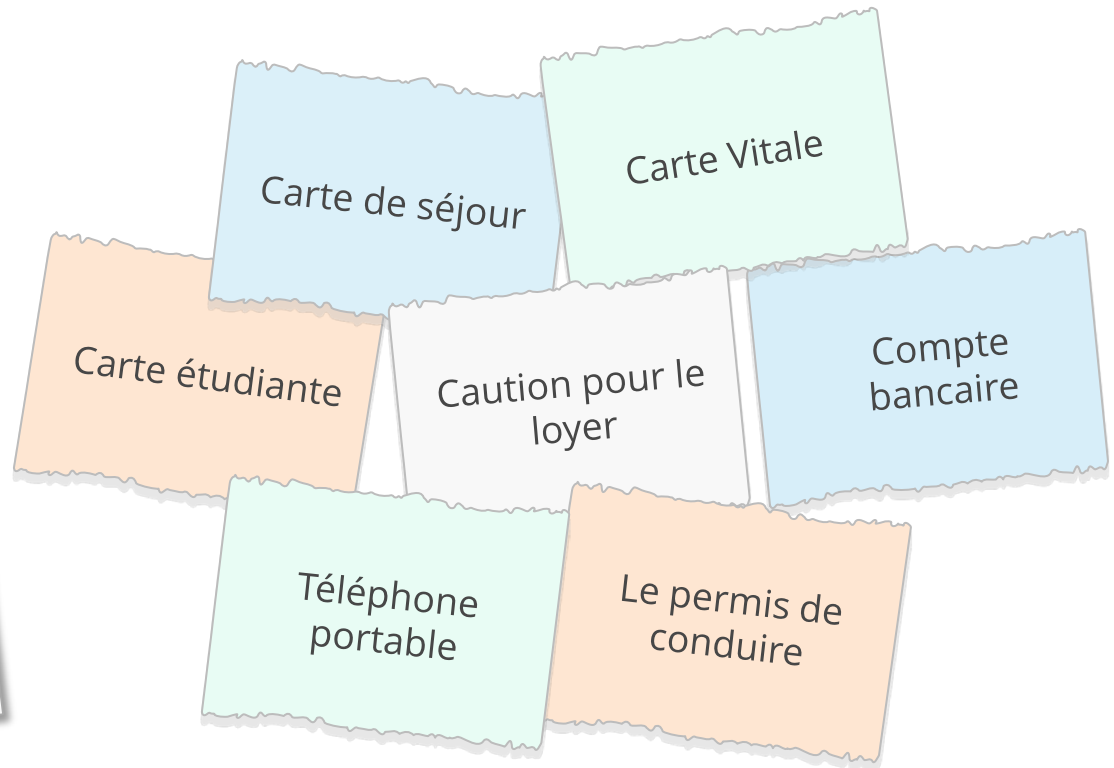 Carte de séjour
Carte Vitale
Carte étudiante
Caution pour le
loyer
Compte
bancaire
Téléphone
portable
Le permis de
conduire